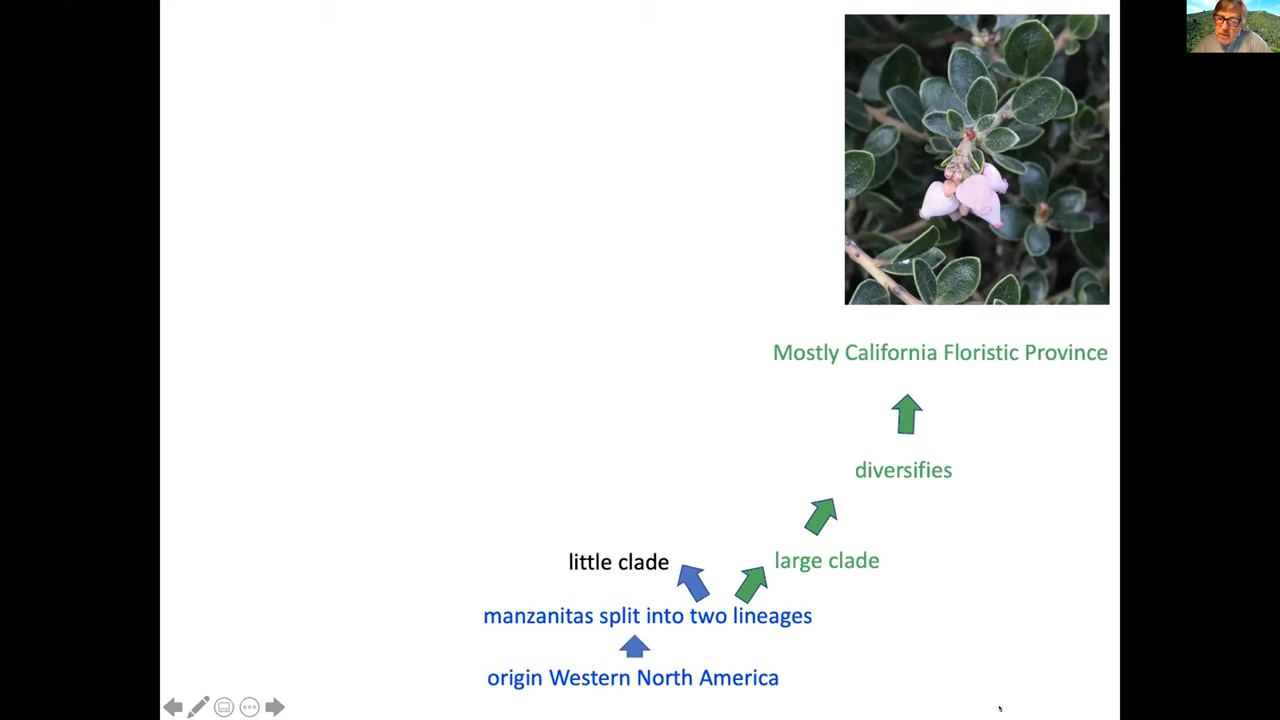 Mostly California Floristic Province
diversifies
little clade
large clade
manzanitas split into two lineages
origin Western North America